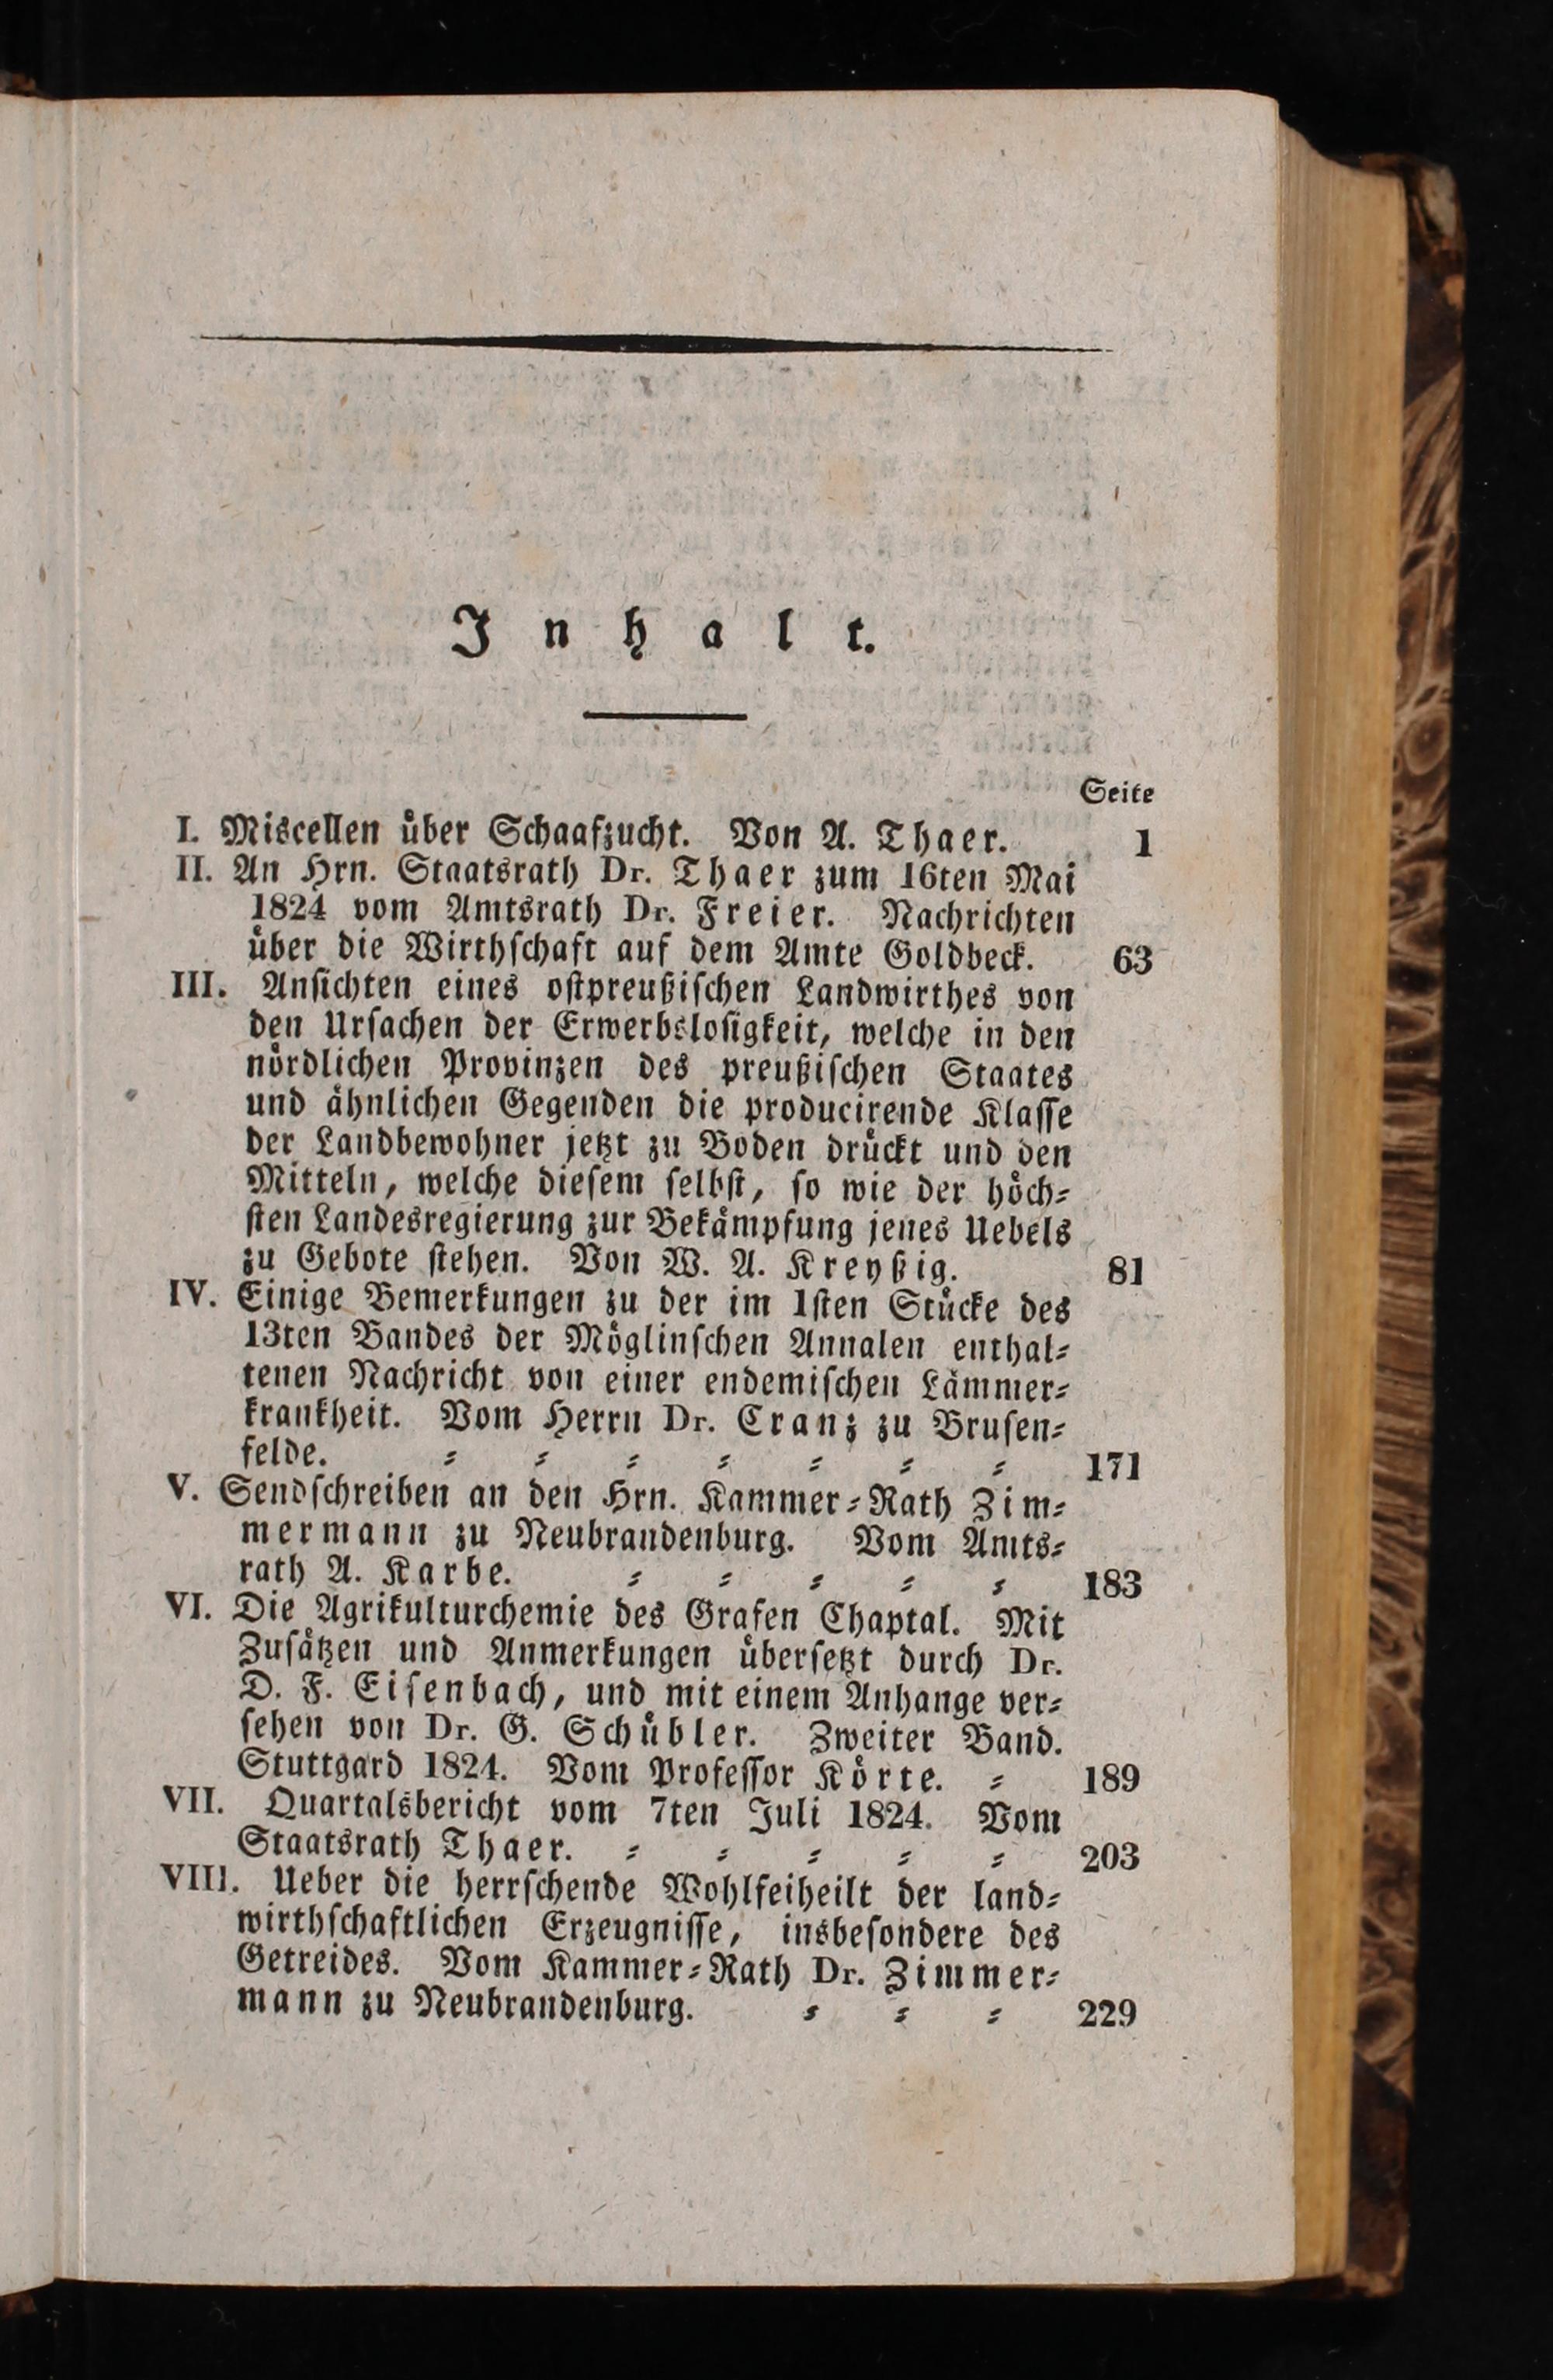 Inhalt.
Seite
I. Miscellen über Schaafzucht. Von A. Thaer. 1
II. An Hrn. Staatsrath Dr. Thaer zum 16ten Mai
1824 vom Amtsrath Dr. Freier. Nachrichten
über die Wirthſchaft auf dem Amte Goldbeck. 63
III. Anſichten eines oſtpreußiſchen Landwirthes von
den Urſachen der Erwerbsloſigkeit, welche in den
nördlichen Provinzen des preußiſchen Staates
und ähnlichen Gegenden die producirende Klaſſe
der Landbewohner jetzt zu Boden drückt und den
Mitteln, welche dieſem ſelbſt, ſo wie der höch⸗
ſten Landesregierung zur Bekämpfung jenes Uebels
zu Gebote ſtehen. Von W. A. Kreyßig. 81
IV. Einige Bemerkungen zu der im 1ſten Stücke des
13ten Bandes der Möglinſchen Annalen enthal⸗
tenen Nachricht von einer endemiſchen Lämmer⸗
krankheit. Vom Herrn Dr. Cranz zu Bruſen⸗
felde. ⸗ ⸗ ⸗ ⸗ ⸗ ⸗ ⸗ 171
V. Sendſchreiben an den Hrn. Kammer⸗Rath Zim⸗
mermann zu Neubrandenburg. Vom Amts⸗
rath A. Karbe. ⸗ ⸗ ⸗ ⸗ ⸗ 183
VI. Die Agrikulturchemie des Grafen Chaptal. Mit
Zuſätzen und Anmerkungen überſetzt durch Dr.
D. F. Eiſenbach, und mit einem Anhange ver⸗
ſehen von Dr. G. Schübler. Zweiter Band.
Stuttgard 1824. Vom Profeſſor Körte. ⸗ 189
VII. Quartalsbericht vom 7ten Juli 1824. Vom
Staatsrath Thaer. ⸗ ⸗ ⸗ ⸗ ⸗ 203
VIII. Ueber die herrſchende Wohlfeiheilt der land⸗
wirthſchaftlichen Erzeugniſſe, insbeſondere des
Getreides. Vom Kammer⸗Rath Dr. Zimmer⸗
mann zu Neubrandenburg. ⸗ ⸗ ⸗ 229